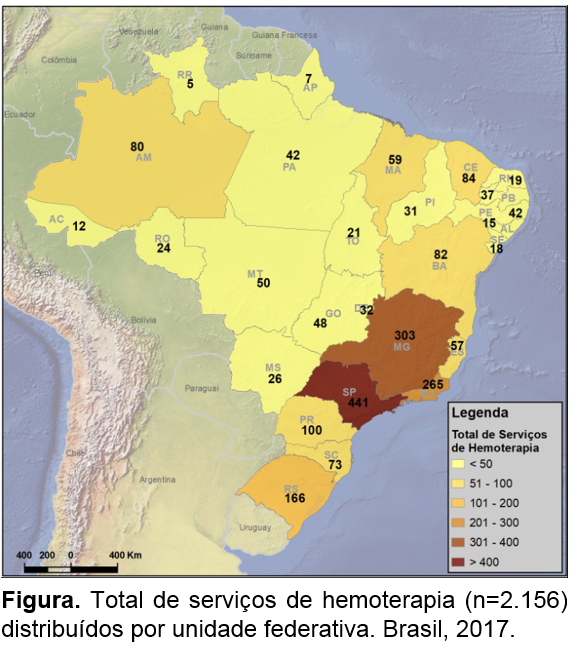 Venezuela
Guiana
Guiana Francesa
Suriname
Colômbia
RR
5
7
AP
Ecuador
80
AM
42
PA
59
MA
CE
84
RN
19
37
PB
PI
31
PE
42
15
AL
SE
18
AC
12
RO
24
21
TO
82
BA
Peru
MT
50
Bolívia
GO
DF
32
48
303
MG
57
ES
MS
26
SP
441
265
Paraguai
PR
100
SC
73
Chile
Argentina
RS
166
Uruguai
Legenda
Total de Serviços
de Hemoterapia
< 50
51 - 100
101 - 200
201 - 300
301 - 400
> 400
400 200 0 400 Km
Figura. Total de serviços de hemoterapia (n=2.156)
distribuídos por unidade federativa. Brasil, 2017.